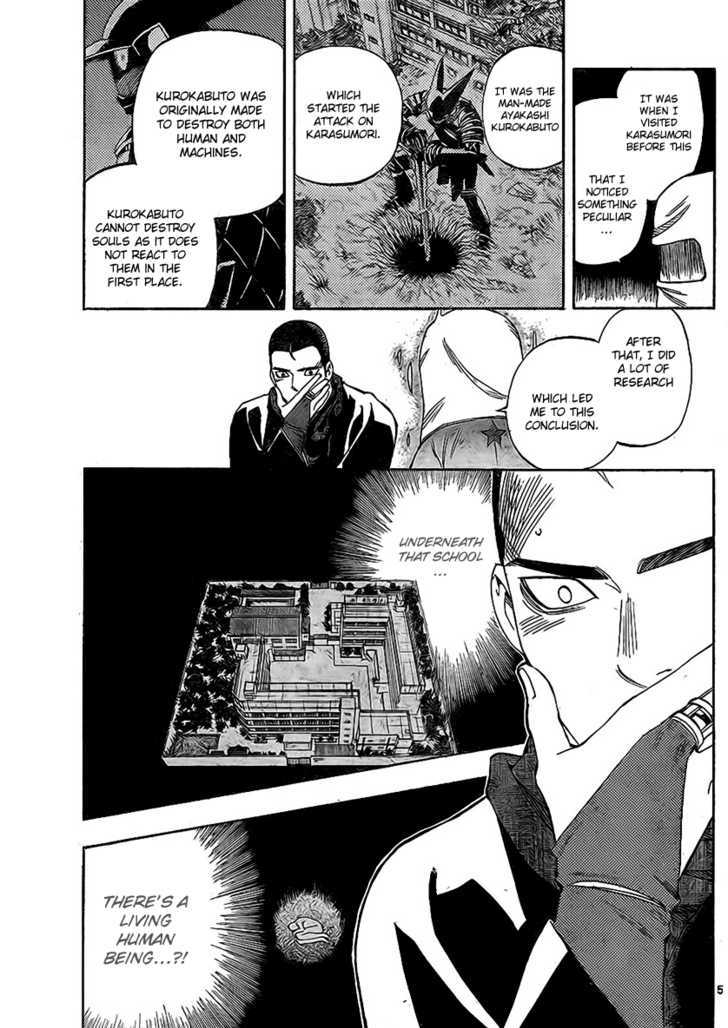 IT WAS
WHEN I
VISITED
KARASUMORI
BEFORE THIS
THAT I
NOTICED
SOMETHING
PECULIAR
...
IT WAS THE
MAN-MADE
AYAKASHI
KUROKABUTO
WHICH
STARTED THE
ATTACK ON
KARASUMORI.
KUROKABUTO WAS
ORIGINALLY MADE
TO DESTROY BOTH
HUMAN AND
MACHINES.
KUROKABUTO
CANNOT DESTROY
SOULS AS IT DOES
NOT REACT TO
THEM IN THE
FIRST PLACE.
AFTER
THAT, I DID
A LOT OF
RESEARCH
WHICH LED
ME TO THIS
CONCLUSION.
UNDERNEATH
THAT SCHOOL
...
THERE'S A
LIVING
HUMAN
BEING...?!
5